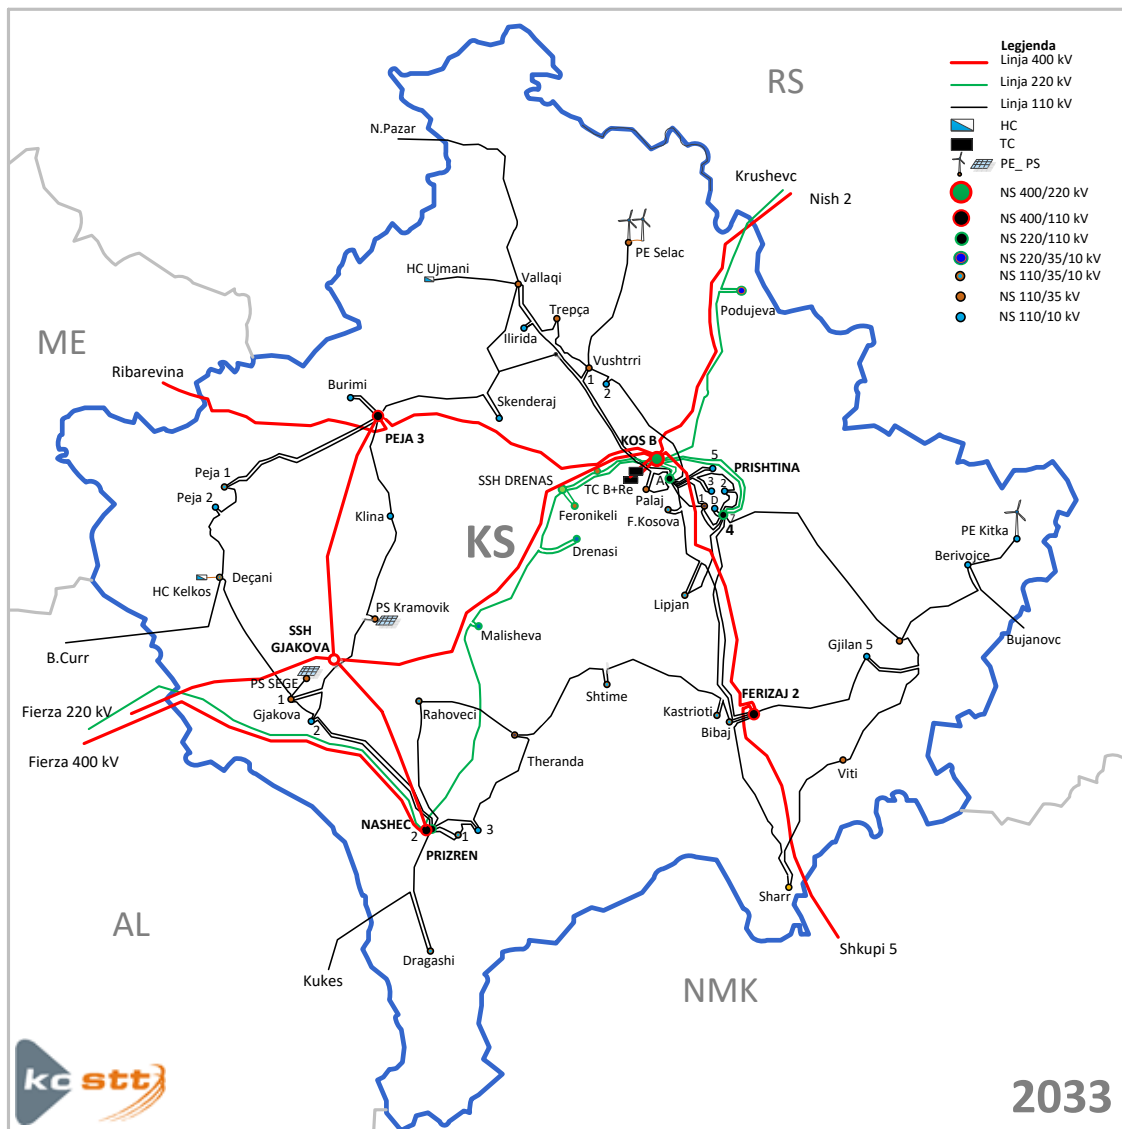 Legjenda
Linja 400 kV
Linja 220 kV
Linja 110 kV
HC
TC
PE_ PS
NS 400/220 kV
NS 400/110 kV
NS 220/110 kV
NS 220/35/10 kV
NS 110/35/10 kV
NS 110/35 kV
NS 110/10 kV
RS
N.Pazar
Krushevc
Nish 2
PE Selac
HC Ujmani
Vallaqi
Podujeva
Trepça
Ilirida
ME
Ribarevina
Vushtrri
1
2
Burimi
Skenderaj
PEJA 3
KOS B
5
PRISHTINA
Peja 1
SSH DRENAS
A
3
2
TC B+Re
Peja 2
Palaj
1
D
7
Feronikeli
F.Kosova
4
Klina
KS
PE Kitka
Drenasi
Berivojce
Deçani
HC Kelkos
Lipjan
PS Kramovik
Malisheva
Bujanovc
SSH
GJAKOVA
B.Curr
Gjilan 5
PS SEGE
1
Shtime
FERIZAJ 2
Fierza 220 kV
Gjakova
2
Rahoveci
Kastrioti
Bibaj
Fierza 400 kV
Theranda
Viti
NASHEC
2
1
3
PRIZREN
Sharr
AL
Dragashi
Shkupi 5
Kukes
NMK
kostt
2033